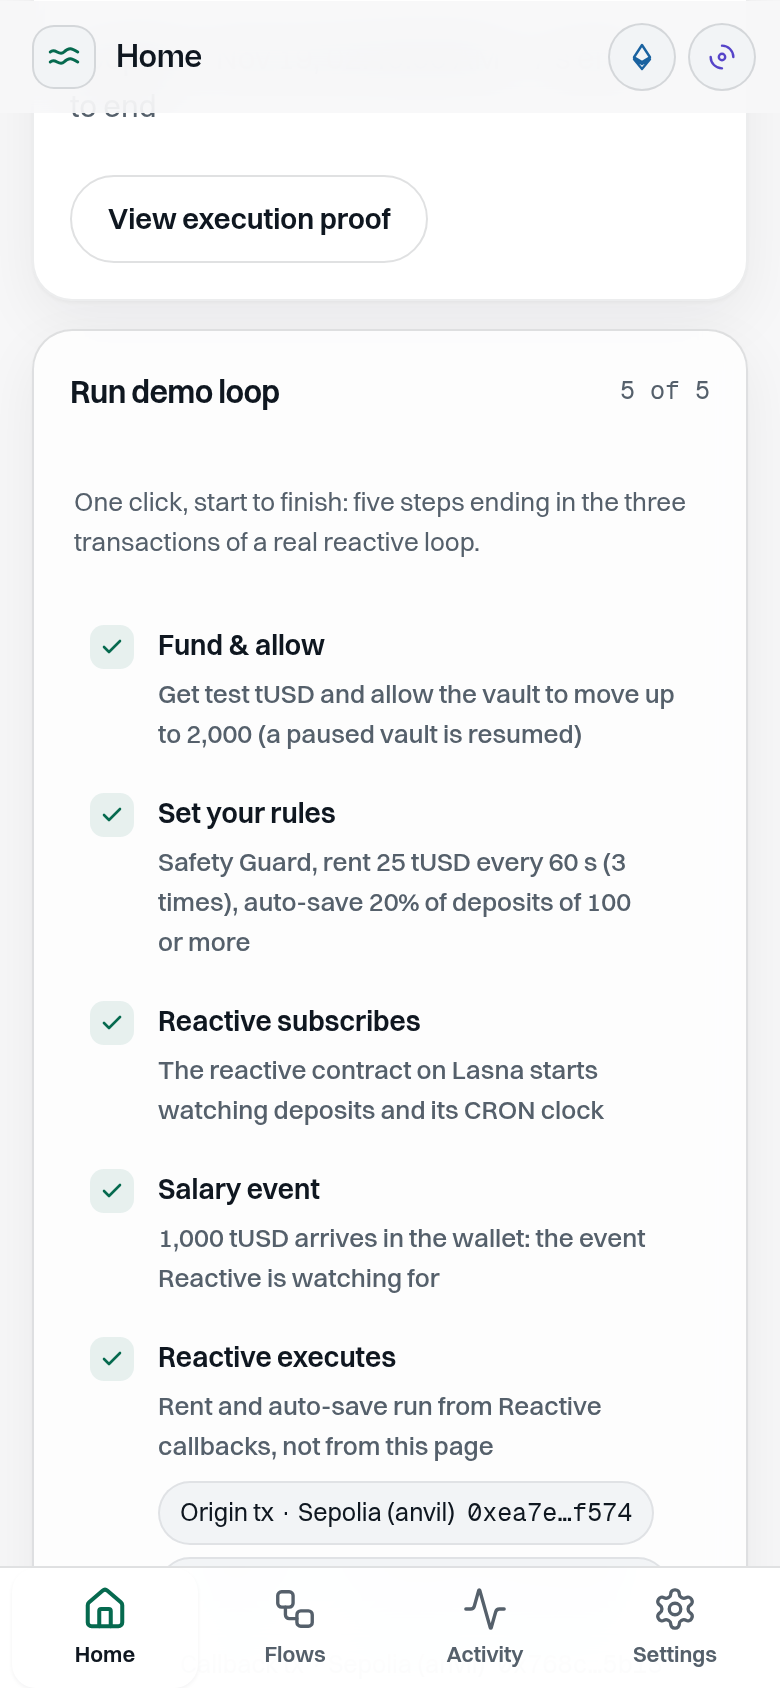 Home
to end
View execution proof
Run demo loop
5 of 5
One click, start to finish: five steps ending in the three
transactions of a real reactive loop.
Fund & allow
Get test tUSD and allow the vault to move up
to 2,000 (a paused vault is resumed)
Set your rules
Safety Guard, rent 25 tUSD every 60 s (3
times), auto-save 20% of deposits of 100
or more
Reactive subscribes
The reactive contract on Lasna starts
watching deposits and its CRON clock
Salary event
1,000 tUSD arrives in the wallet: the event
Reactive is watching for
Reactive executes
Rent and auto-save run from Reactive
callbacks, not from this page
Origin tx · Sepolia (anvil) 0xea7e…f574
Home
Flows
Activity
Settings